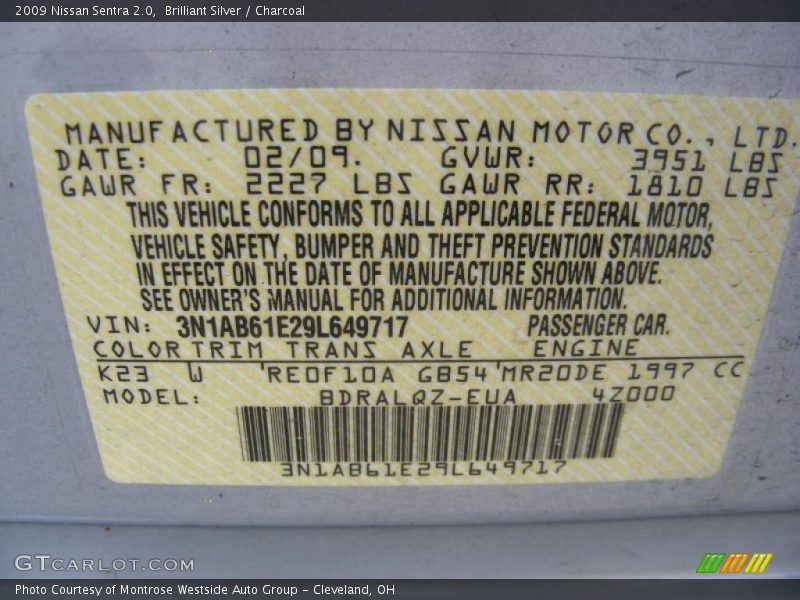 2009 Nissan Sentra 2.0, Brilliant Silver / Charcoal
MANUFACTURED BY NISSAN MOTOR CO., LTD.
DATE: 02/09. GVWR: 3951 LBS
GAWR FR: 2227 LBS GAWR RR: 1810 LBS
THIS VEHICLE CONFORMS TO ALL APPLICABLE FEDERAL MOTOR,
VEHICLE SAFETY, BUMPER AND THEFT PREVENTION STANDARDS
IN EFFECT ON THE DATE OF MANUFACTURE SHOWN ABOVE.
SEE OWNER'S MANUAL FOR ADDITIONAL INFORMATION.
VIN: 3N1AB61E29L649717 PASSENGER CAR.
COLOR TRIM TRANS AXLE ENGINE
K23 W 'RE0F10A GB54'MR20DE 1997 CC
MODEL: BDRALQZ-EUA 4Z000
3N1AB61E29L649717
GTCARLOT.COM
Photo Courtesy of Montrose Westside Auto Group - Cleveland, OH